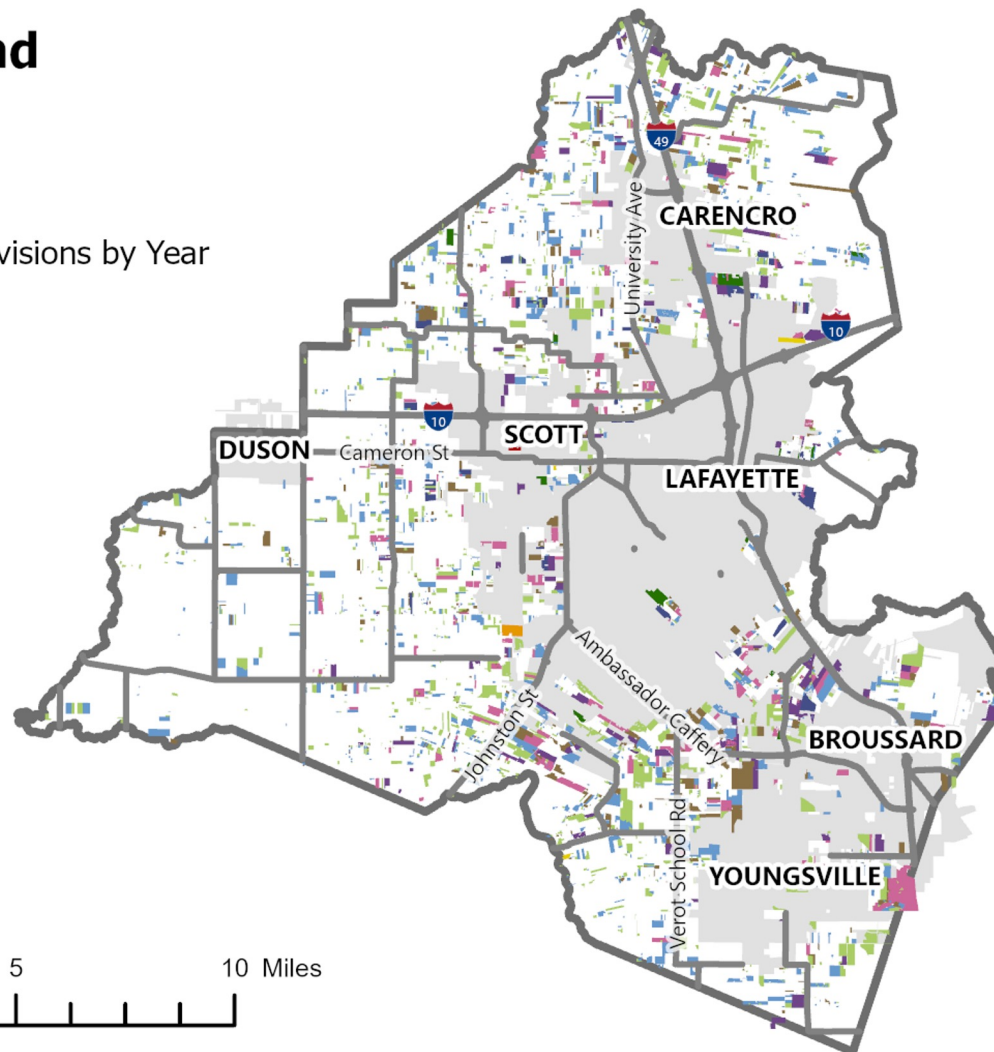 nd
visions by Year
49
University Ave
CARENCRO
10
10
SCOTT
DUSON
Cameron St
LAFAYETTE
Ambassador Caffery
Johnston St
BROUSSARD
Verot School Rd
YOUNGSVILLE
5
10 Miles